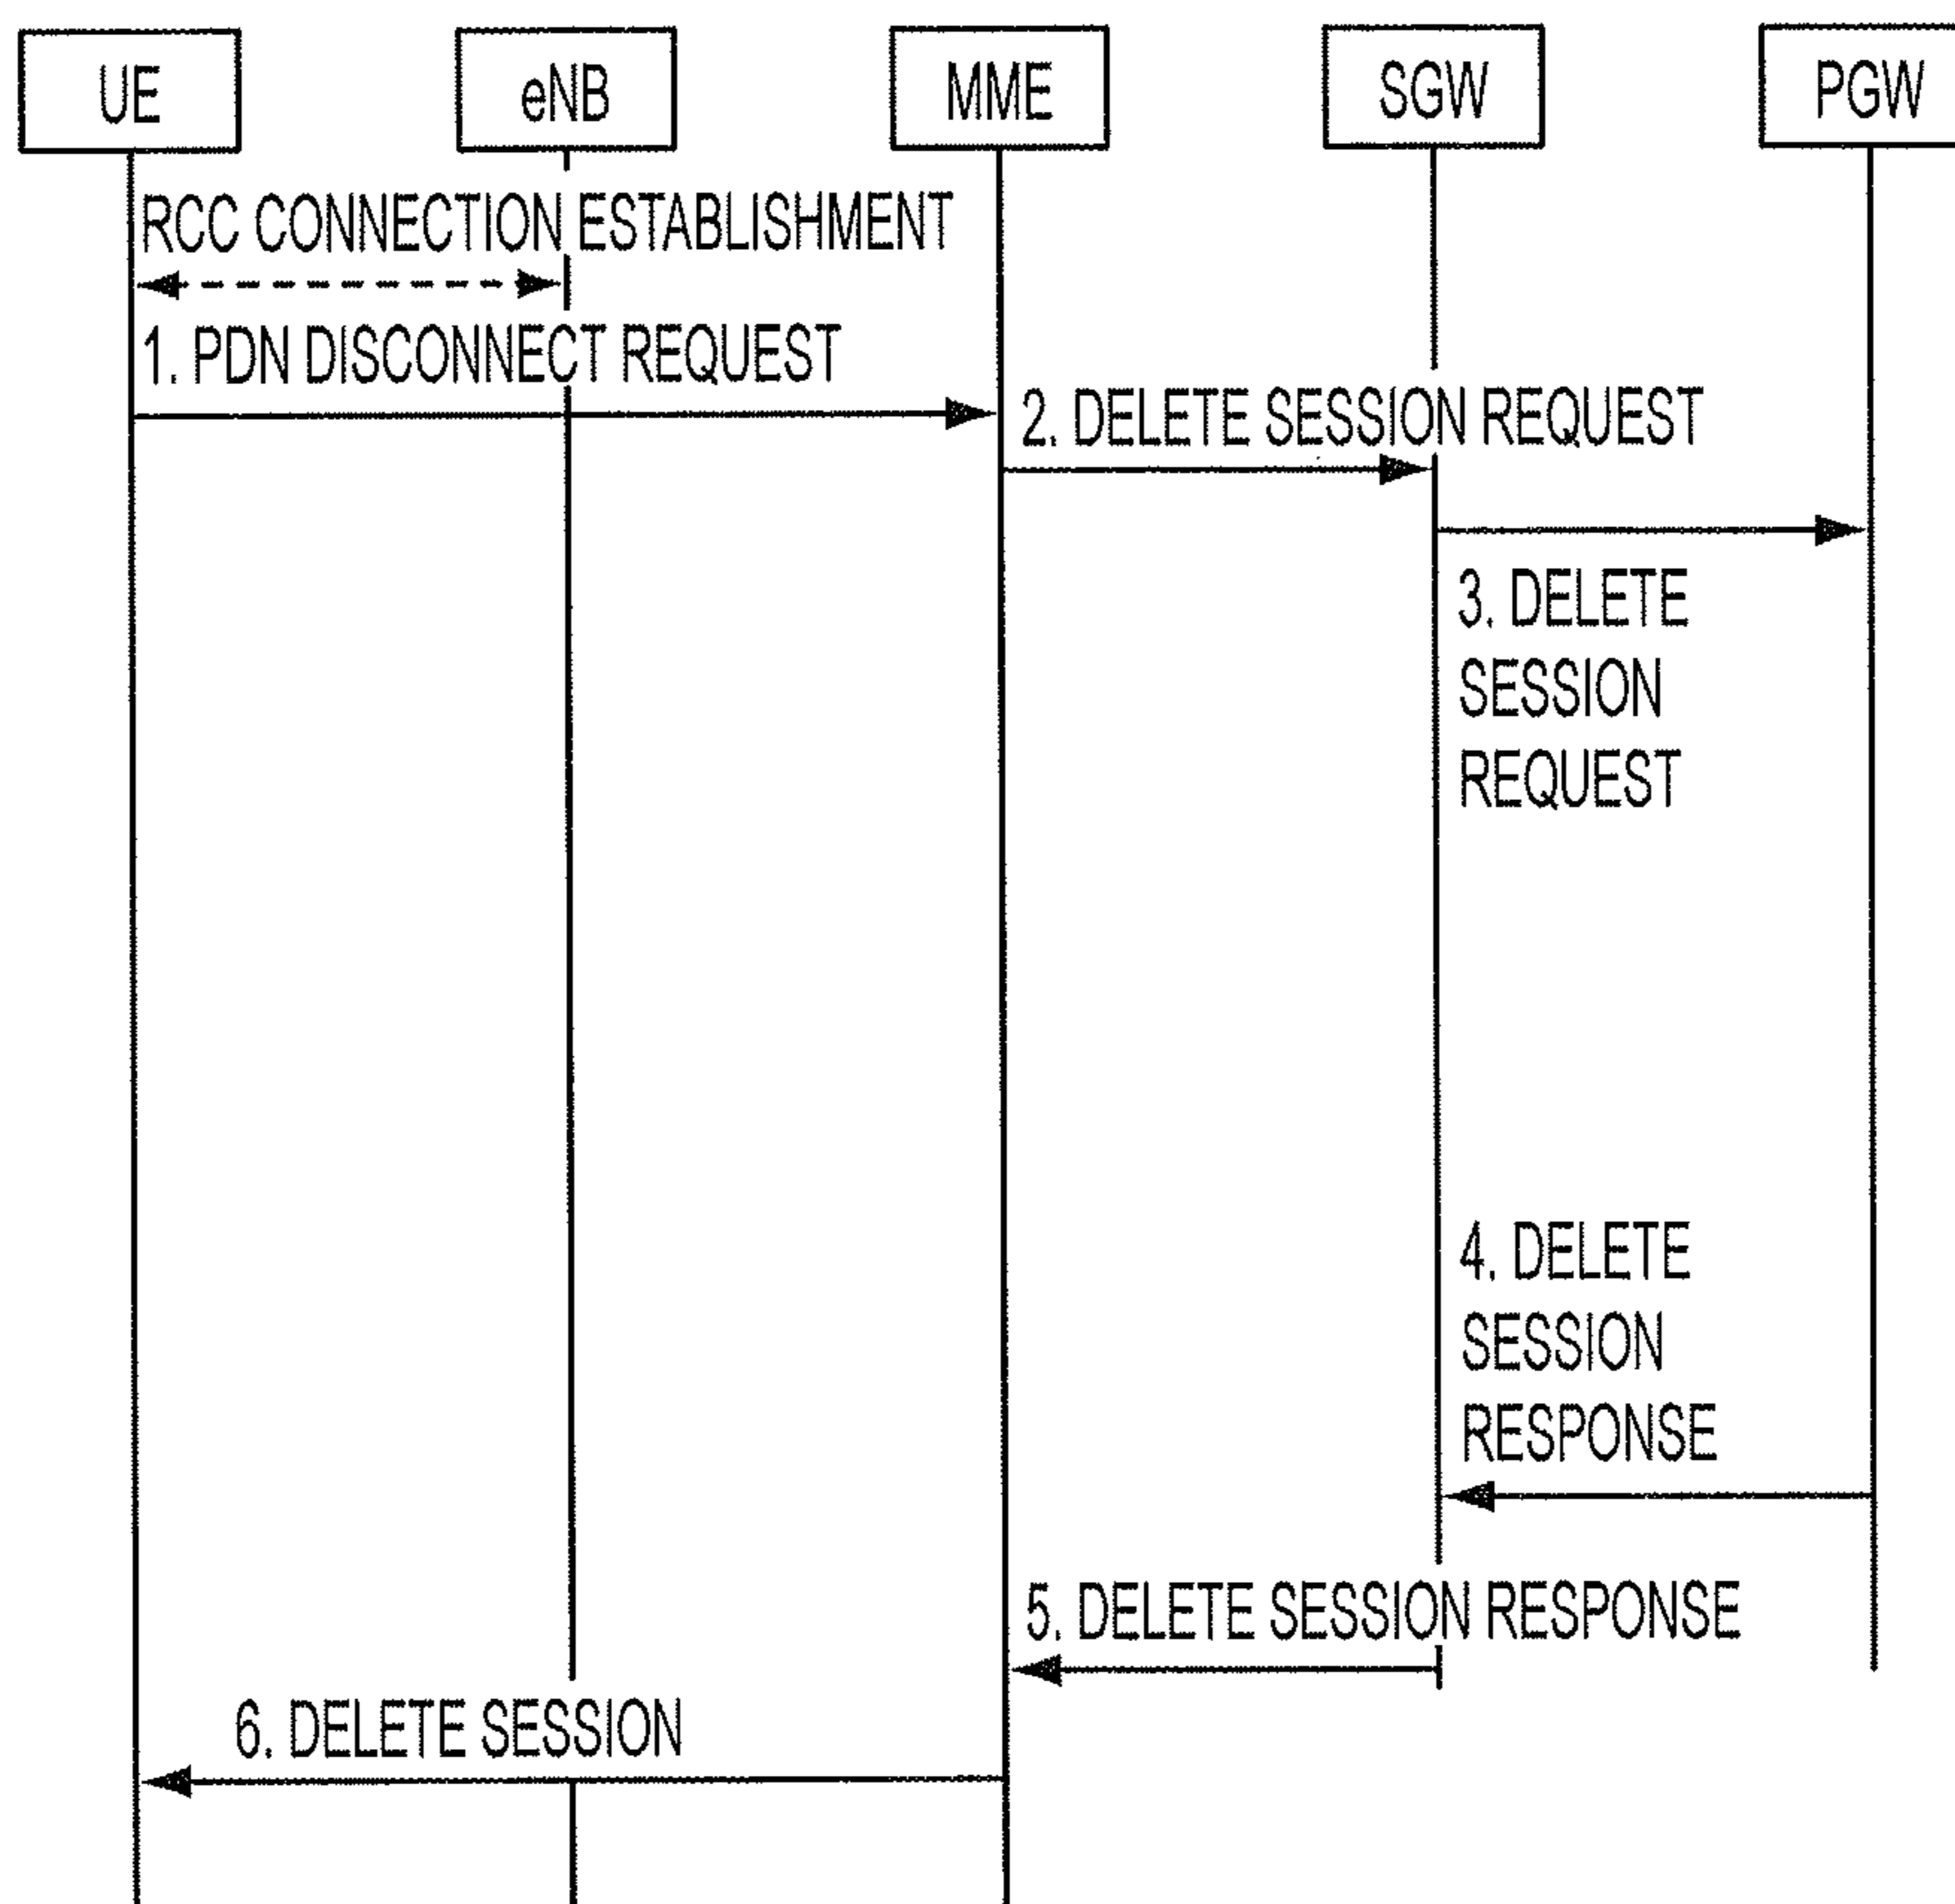 UE
eNB
MME
SGW
PGW
RCC CONNECTION ESTABLISHMENT
1. PDN DISCONNECT REQUEST
2. DELETE SESSION REQUEST
3. DELETE
SESSION
REQUEST
4. DELETE
SESSION
RESPONSE
5. DELETE SESSION RESPONSE
6. DELETE SESSION